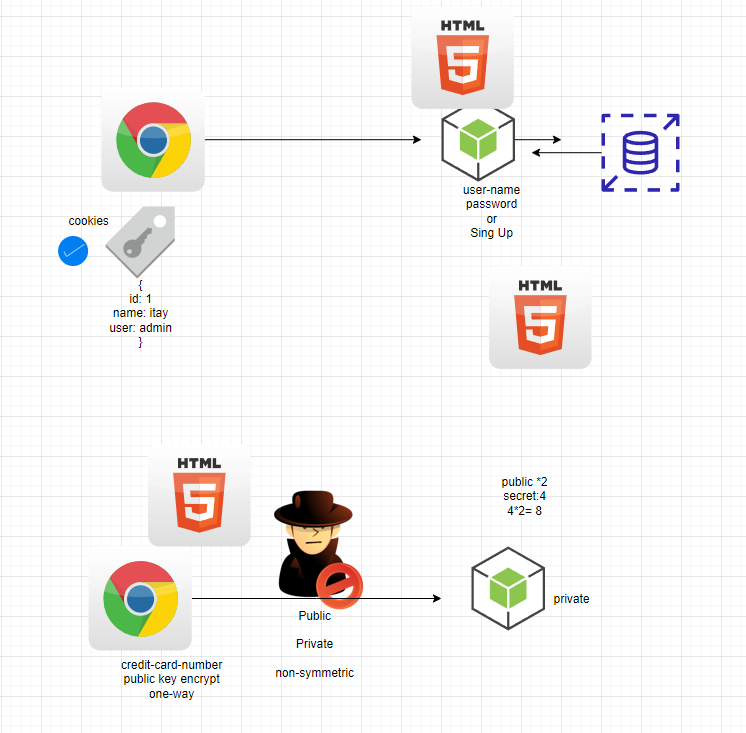 HTML
5
user-name
password
or
Sing Up
cookies
{
id: 1
name: itay
user: admin
}
HTML
5
HTML
5
public *2
secret:4
4*2= 8
private
Public
Private
non-symmetric
credit-card-number
public key encrypt
one-way